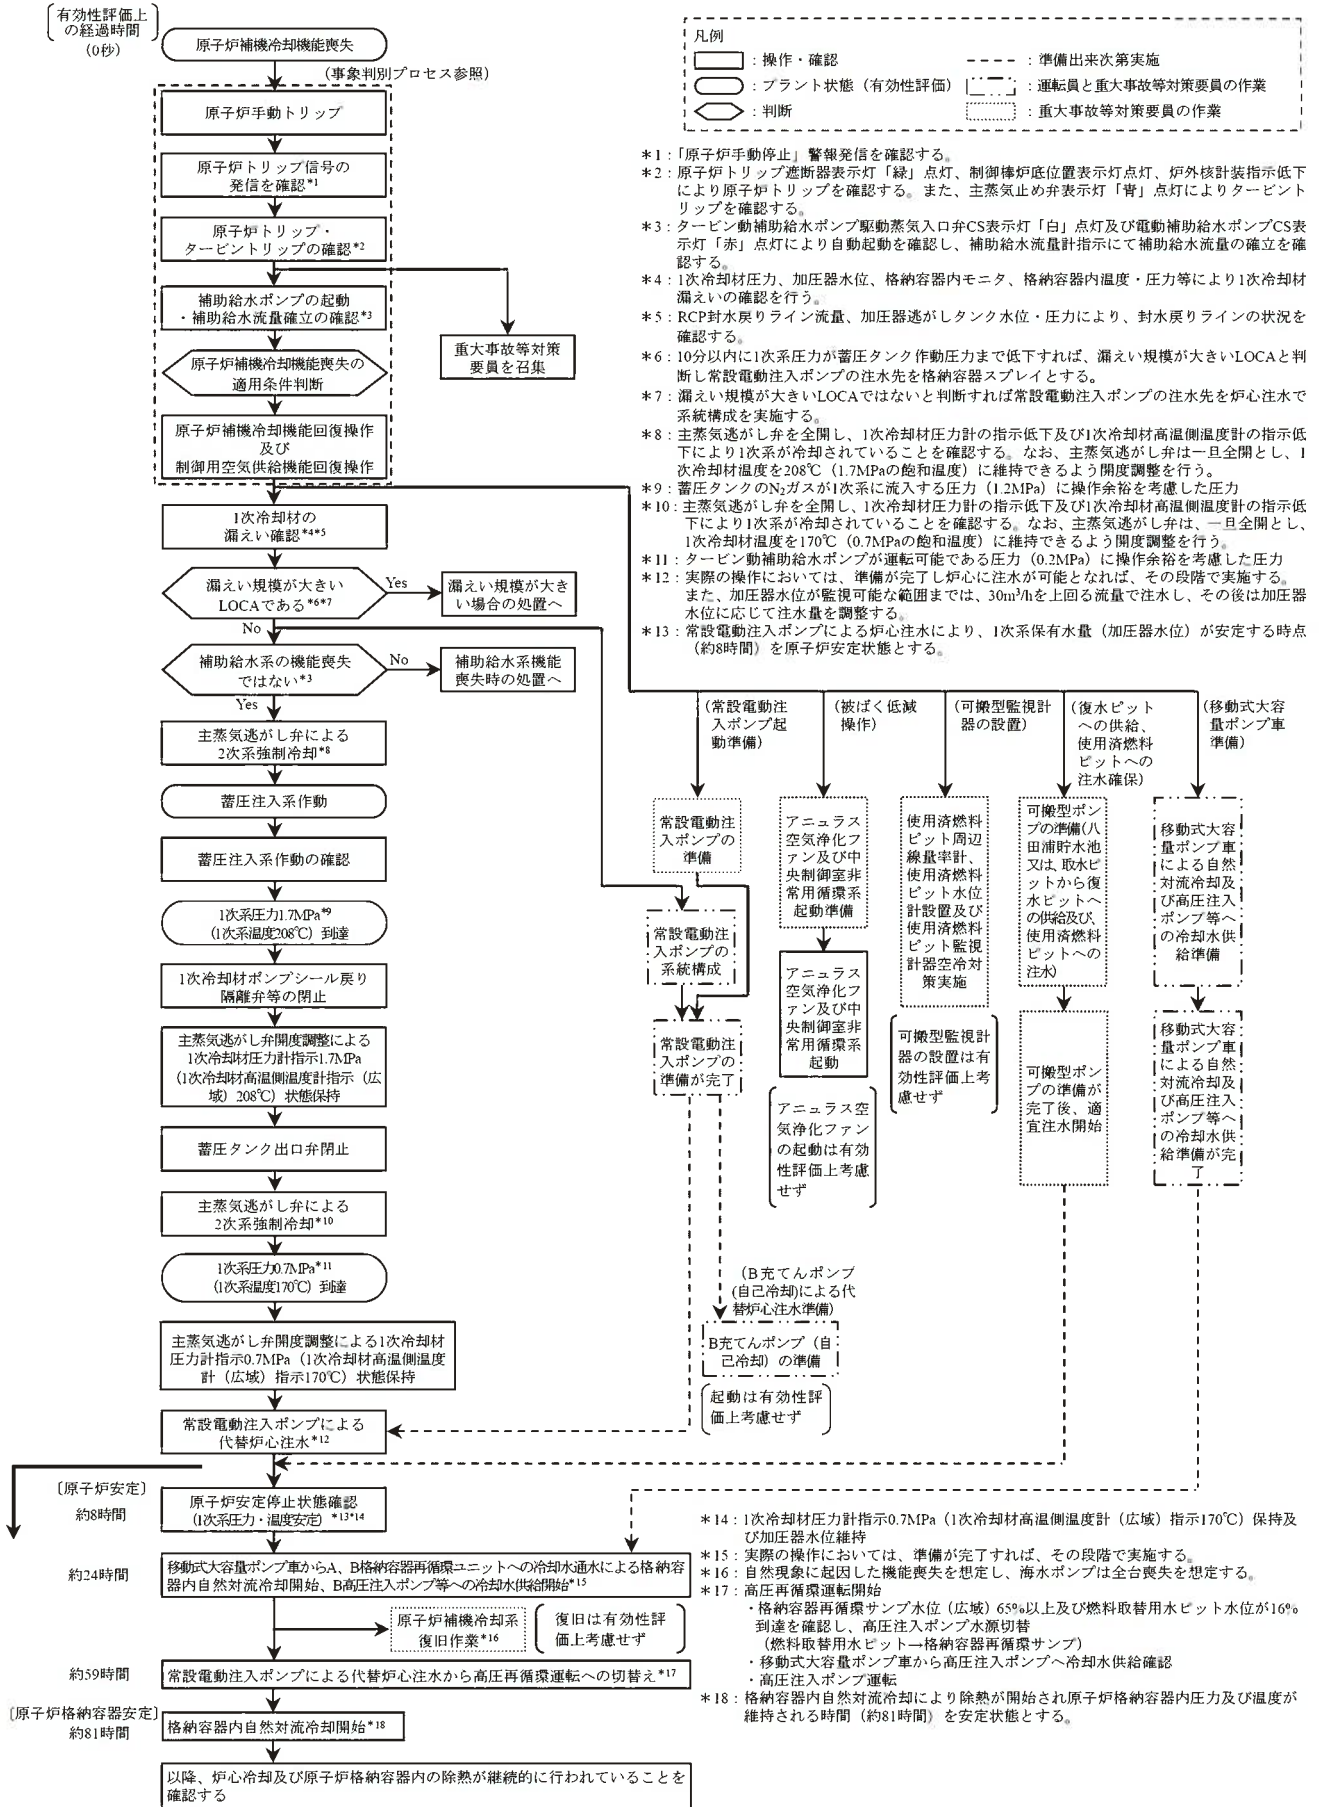 有効性評価上
の経過時間
(0秒)
原子炉補機冷却機能喪失
(事象判別プロセス参照)
原子炉手動トリップ
原子炉トリップ信号の
発信を確認*1
原子炉トリップ・
タービントリップの確認*2
補助給水ポンプの起動
・補助給水流量確立の確認*3
原子炉補機冷却機能喪失の
適用条件判断
重大事故等対策
要員を召集
原子炉補機冷却機能回復操作
及び
制御用空気供給機能回復操作
1次冷却材の
漏えい確認*4*5
漏えい規模が大きい
LOCAである*6*7
Yes
漏えい規模が大き
い場合の処置へ
No
補助給水系の機能喪失
ではない*3
No
補助給水系機能
喪失時の処置へ
Yes
主蒸気逃がし弁による
2次系強制冷却*8
蓄圧注入系作動
蓄圧注入系作動の確認
1次系圧力1.7MPa*9
(1次系温度208℃)到達
1次冷却材ポンプシール戻り
隔離弁等の閉止
主蒸気逃がし弁開度調整による
1次冷却材圧力計指示1.7MPa
(1次冷却材高温側温度計指示(広
域)208℃)状態保持
蓄圧タンク出口弁閉止
主蒸気逃がし弁による
2次系強制冷却*10
1次系圧力0.7MPa*11
(1次系温度170℃)到達
主蒸気逃がし弁開度調整による1次冷却材
圧力計指示0.7MPa(1次冷却材高温側温度
計(広域)指示170℃)状態保持
常設電動注入ポンプによる
代替炉心注水*12
〔原子炉安定〕
約8時間
原子炉安定停止状態確認
(1次系圧力・温度安定)*13*14
約24時間
移動式大容量ポンプ車からA、B格納容器再循環ユニットへの冷却水通水による格納容
器内自然対流冷却開始、B高圧注入ポンプ等への冷却水供給開始*15
原子炉補機冷却系
復旧作業*16
復旧は有効性評
価上考慮せず
約59時間
常設電動注入ポンプによる代替炉心注水から高圧再循環運転への切替え*17
〔原子炉格納容器安定〕
約81時間
格納容器内自然対流冷却開始*18
以降、炉心冷却及び原子炉格納容器内の除熱が継続的に行われていることを
確認する
凡例
:操作・確認
:準備出来次第実施
:プラント状態(有効性評価)
:運転員と重大事故等対策要員の作業
:判断
:重大事故等対策要員の作業
*1:「原子炉手動停止」警報発信を確認する。
*2:原子炉トリップ遮断器表示灯「緑」点灯、制御棒炉底位置表示灯点灯、炉外核計装指示低下
により原子炉トリップを確認する。また、主蒸気止め弁表示灯「青」点灯によりタービント
リップを確認する。
*3:タービン動補助給水ポンプ駆動蒸気入口弁CS表示灯「白」点灯及び電動補助給水ポンプCS表
示灯「赤」点灯により自動起動を確認し、補助給水流量計指示にて補助給水流量の確立を確
認する。
*4:1次冷却材圧力、加圧器水位、格納容器内モニタ、格納容器内温度・圧力等により1次冷却材
漏えいの確認を行う。
*5:RCP封水戻りライン流量、加圧器逃がしタンク水位・圧力により、封水戻りラインの状況を
確認する。
*6:10分以内に1次系圧力が蓄圧タンク作動圧力まで低下すれば、漏えい規模が大きいLOCAと判
断し常設電動注入ポンプの注水先を格納容器スプレイとする。
*7:漏えい規模が大きいLOCAではないと判断すれば常設電動注入ポンプの注水先を炉心注水で
系統構成を実施する。
*8:主蒸気逃がし弁を全開し、1次冷却材圧力計の指示低下及び1次冷却材高温側温度計の指示低
下により1次系が冷却されていることを確認する。なお、主蒸気逃がし弁は一旦全開とし、1
次冷却材温度を208℃(1.7MPaの飽和温度)に維持できるよう開度調整を行う。
*9:蓄圧タンクのN₂ガスが1次系に流入する圧力(1.2MPa)に操作余裕を考慮した圧力
*10:主蒸気逃がし弁を全開し、1次冷却材圧力計の指示低下及び1次冷却材高温側温度計の指示低
下により1次系が冷却されていることを確認する。なお、主蒸気逃がし弁は、一旦全開とし、
1次冷却材温度を170℃(0.7MPaの飽和温度)に維持できるよう開度調整を行う。
*11:タービン動補助給水ポンプが運転可能である圧力(0.2MPa)に操作余裕を考慮した圧力
*12:実際の操作においては、準備が完了し炉心に注水が可能となれば、その段階で実施する。
また、加圧器水位が監視可能な範囲までは、30m³/hを上回る流量で注水し、その後は加圧器
水位に応じて注水量を調整する。
*13:常設電動注入ポンプによる炉心注水により、1次系保有水量(加圧器水位)が安定する時点
(約8時間)を原子炉安定状態とする。
(常設電動注
入ポンプ起
動準備)
常設電動注
入ポンプの
準備
常設電動注
入ポンプの
系統構成
常設電動注
入ポンプの
準備が完了
(B充てんポンプ
(自己冷却)による代
替炉心注水準備)
B充てんポンプ(自
己冷却)の準備
起動は有効性評
価上考慮せず
(被ばく低減
操作)
アニュラス
空気浄化フ
ァン及び中
央制御室非
常用循環系
起動準備
アニュラス
空気浄化フ
ァン及び中
央制御室非
常用循環系
起動
アニュラス空
気浄化ファン
の起動は有効
性評価上考慮
せず
(可搬型監視計
器の設置)
使用済燃料
ピット周辺
線量率計、
使用済燃料
ピット水位
計設置及び
使用済燃料
ピット監視
計器空冷対
策実施
可搬型監視計
器の設置は有
効性評価上考
慮せず
(復水ピット
への供給、
使用済燃料
ピットへの
注水確保)
可搬型ポン
プの準備(八
田浦貯水池
又は、取水ピ
ットから復
水ピットへ
の供給及び、
使用済燃料
ピットへの
注水)
可搬型ポン
プの準備が
完了後、適
宜注水開始
(移動式大容
量ポンプ車
準備)
移動式大容
量ポンプ車
による自然
対流冷却及
び高圧注入
ポンプ等へ
の冷却水供
給準備
移動式大容
量ポンプ車
による自然
対流冷却及
び高圧注入
ポンプ等へ
の冷却水供
給準備が完
了
*14:1次冷却材圧力計指示0.7MPa(1次冷却材高温側温度計(広域)指示170℃)保持及
び加圧器水位維持
*15:実際の操作においては、準備が完了すれば、その段階で実施する。
*16:自然現象に起因した機能喪失を想定し、海水ポンプは全台喪失を想定する。
*17:高圧再循環運転開始
・格納容器再循環サンプ水位(広域)65%以上及び燃料取替用水ピット水位が16%
到達を確認し、高圧注入ポンプ水源切替
(燃料取替用水ピット→格納容器再循環サンプ)
・移動式大容量ポンプ車から高圧注入ポンプへ冷却水供給確認
・高圧注入ポンプ運転
*18:格納容器内自然対流冷却により除熱が開始され原子炉格納容器内圧力及び温度が
維持される時間(約81時間)を安定状態とする。